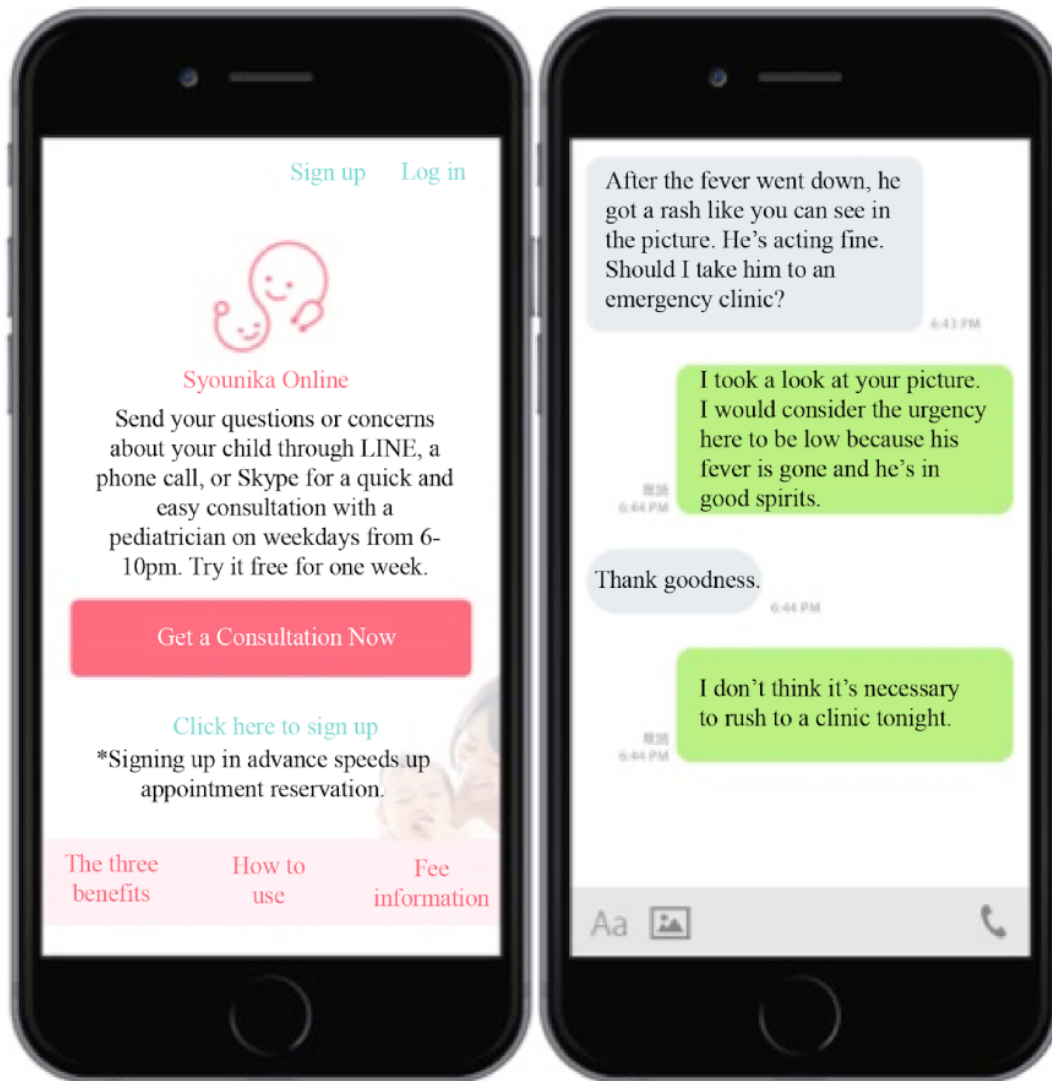 Sign up Log in
Syounika Online
Send your questions or concerns
about your child through LINE, a
phone call, or Skype for a quick and
easy consultation with a
pediatrician on weekdays from 6-
10pm. Try it free for one week.
Get a Consultation Now
Click here to sign up
*Signing up in advance speeds up
appointment reservation.
The three
benefits
How to
use
Fee
information
After the fever went down, he
got a rash like you can see in
the picture. He's acting fine.
Should I take him to an
emergency clinic?
6:43 PM
I took a look at your picture.
I would consider the urgency
here to be low because his
fever is gone and he's in
good spirits.
既読
6:44 PM
Thank goodness.
6:44 PM
I don't think it's necessary
to rush to a clinic tonight.
既読
6:44 PM
Aa